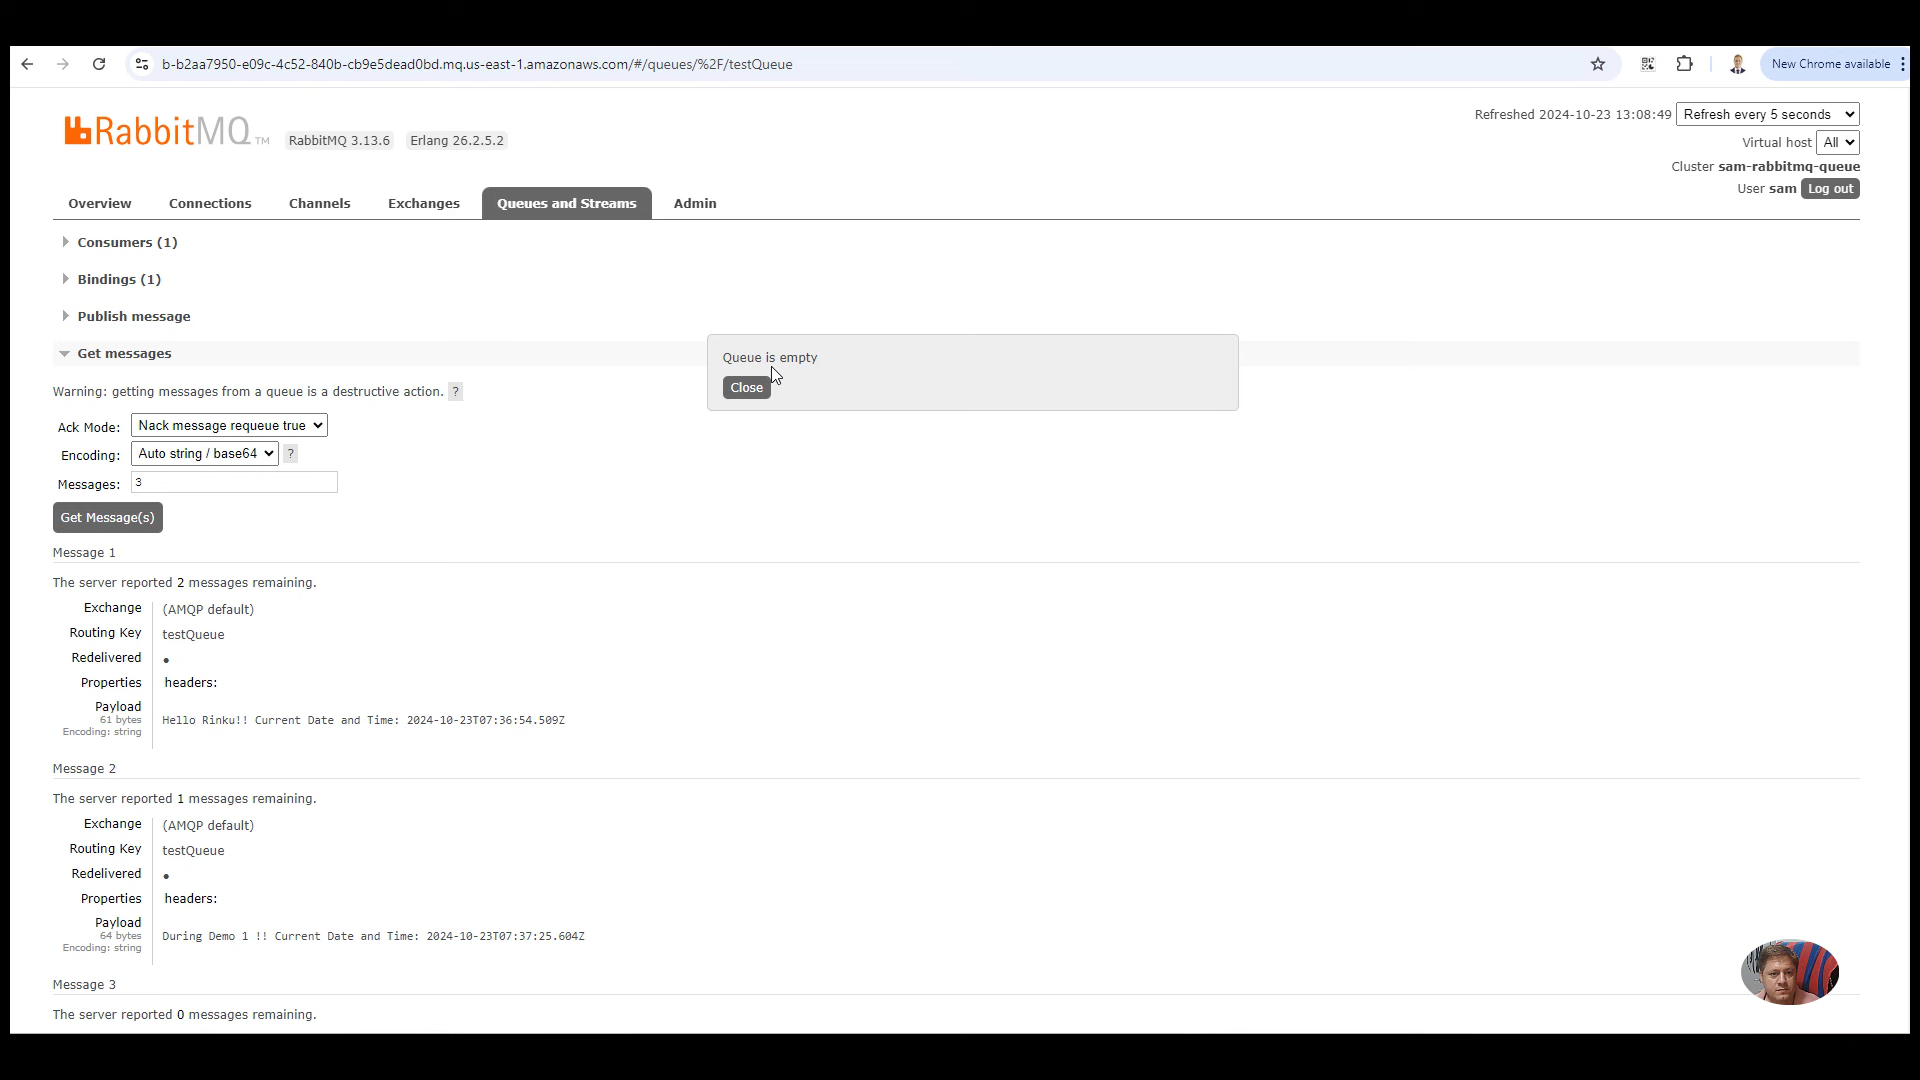 b-b2aa7950-e09c-4c52-840b-cb9e5dead0bd.mq.us-east-1.amazonaws.com/#/queues/%2F/testQueue
New Chrome available
RabbitMQ TM
RabbitMQ 3.13.6
Erlang 26.2.5.2
Refreshed 2024-10-23 13:08:49 Refresh every 5 seconds
Virtual host All
Cluster sam-rabbitmq-queue
User sam Log out
Overview Connections Channels Exchanges Queues and Streams Admin
Consumers (1)
Bindings (1)
Publish message
Get messages
Queue is empty
Close
Warning: getting messages from a queue is a destructive action. ?
Ack Mode: Nack message requeue true
Encoding: Auto string / base64 ?
Messages: 3
Get Message(s)
Message 1
The server reported 2 messages remaining.
Exchange (AMQP default)
Routing Key testQueue
Redelivered ●
Properties headers:
Payload
61 bytes
Encoding: string
Hello Rinku!! Current Date and Time: 2024-10-23T07:36:54.509Z
Message 2
The server reported 1 messages remaining.
Exchange (AMQP default)
Routing Key testQueue
Redelivered ●
Properties headers:
Payload
64 bytes
Encoding: string
During Demo 1 !! Current Date and Time: 2024-10-23T07:37:25.604Z
Message 3
The server reported 0 messages remaining.